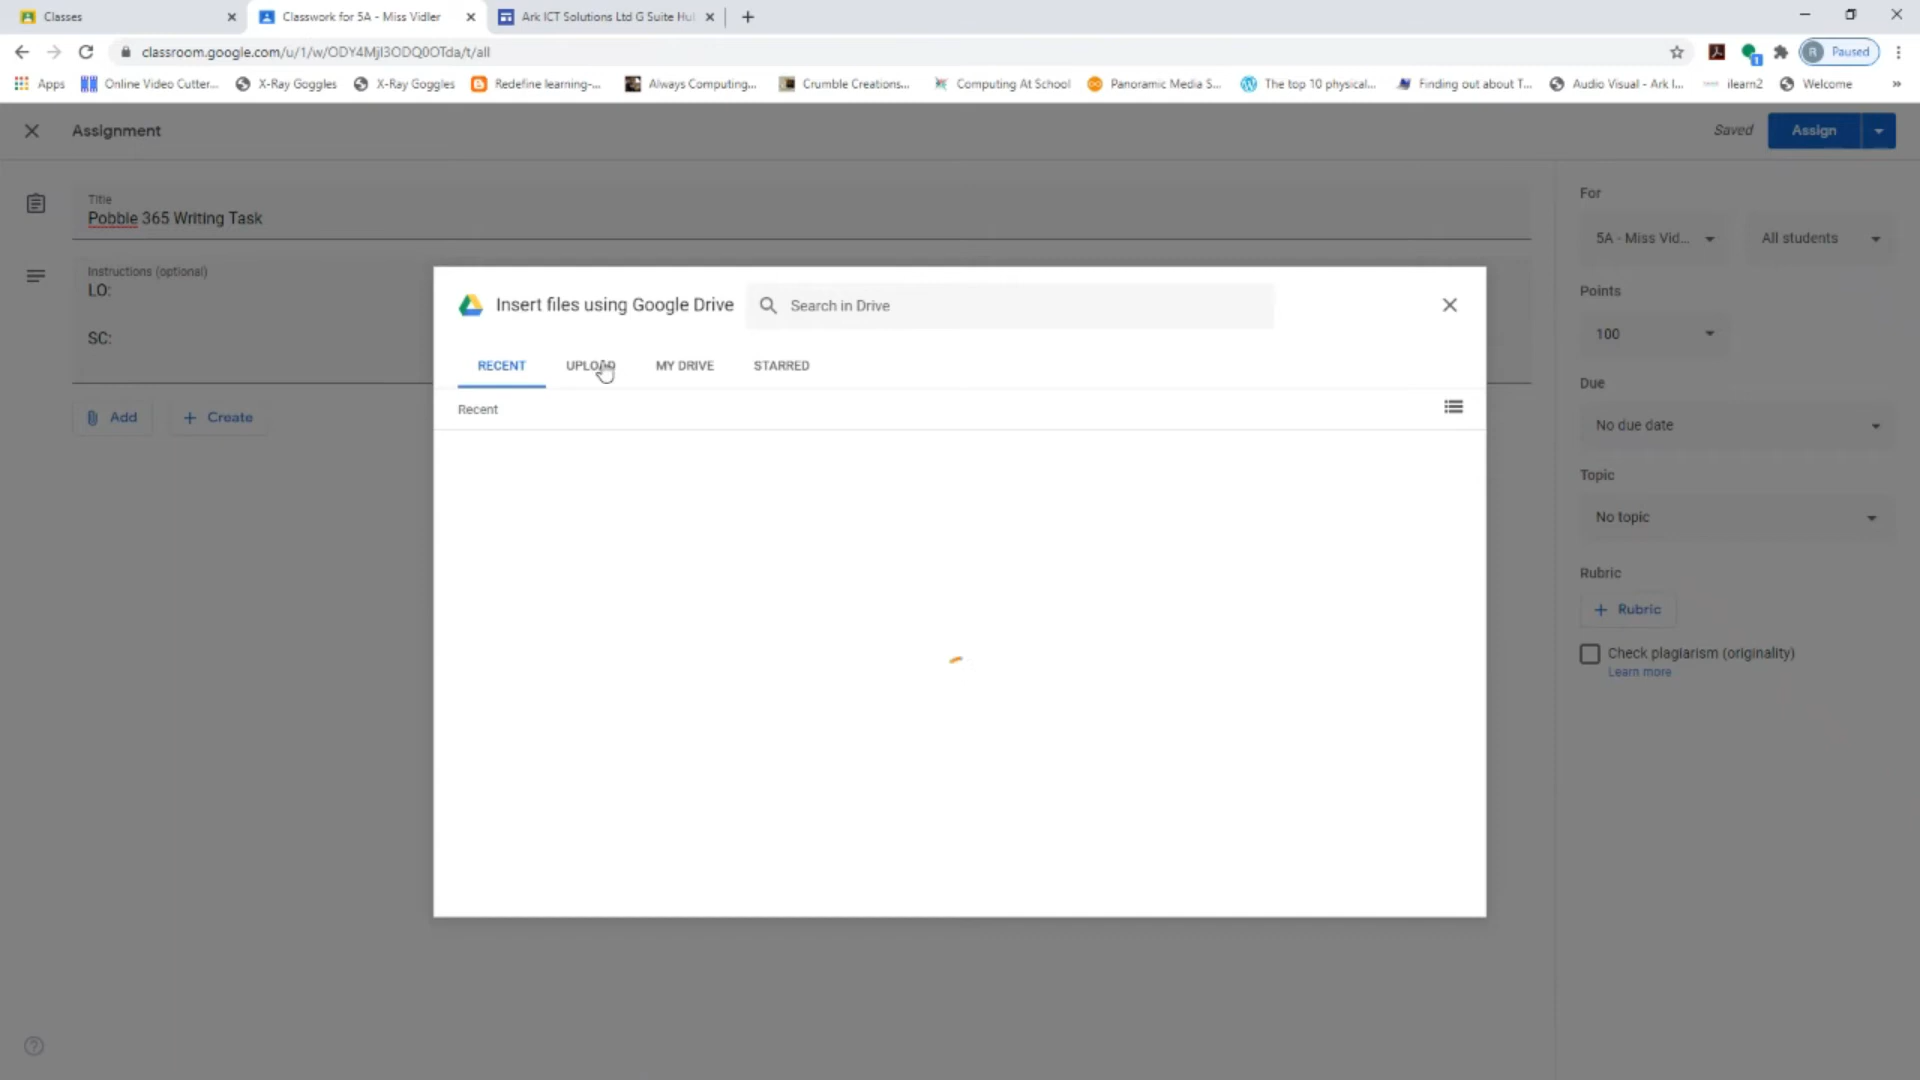 Classes
Classwork for 5A - Miss Vidler
Ark ICT Solutions Ltd G Suite Hu
classroom.google.com/u/1/w/ODY4MjI3ODQ0OTda/t/all
Paused
Apps
Online Video Cutter...
X-Ray Goggles
X-Ray Goggles
Redefine learning-...
Always Computing...
Crumble Creations...
Computing At School
Panoramic Media S...
The top 10 physical...
Finding out about T...
Audio Visual - Ark I...
ilearn2
Welcome
Assignment
Saved
Assign
Title
Pobble 365 Writing Task
Instructions (optional)
LO:
SC:
Add
Create
Insert files using Google Drive
Search in Drive
RECENT
UPLOAD
MY DRIVE
STARRED
Recent
For
5A - Miss Vid...
All students
Points
100
Due
No due date
Topic
No topic
Rubric
Rubric
Check plagiarism (originality)
Learn more